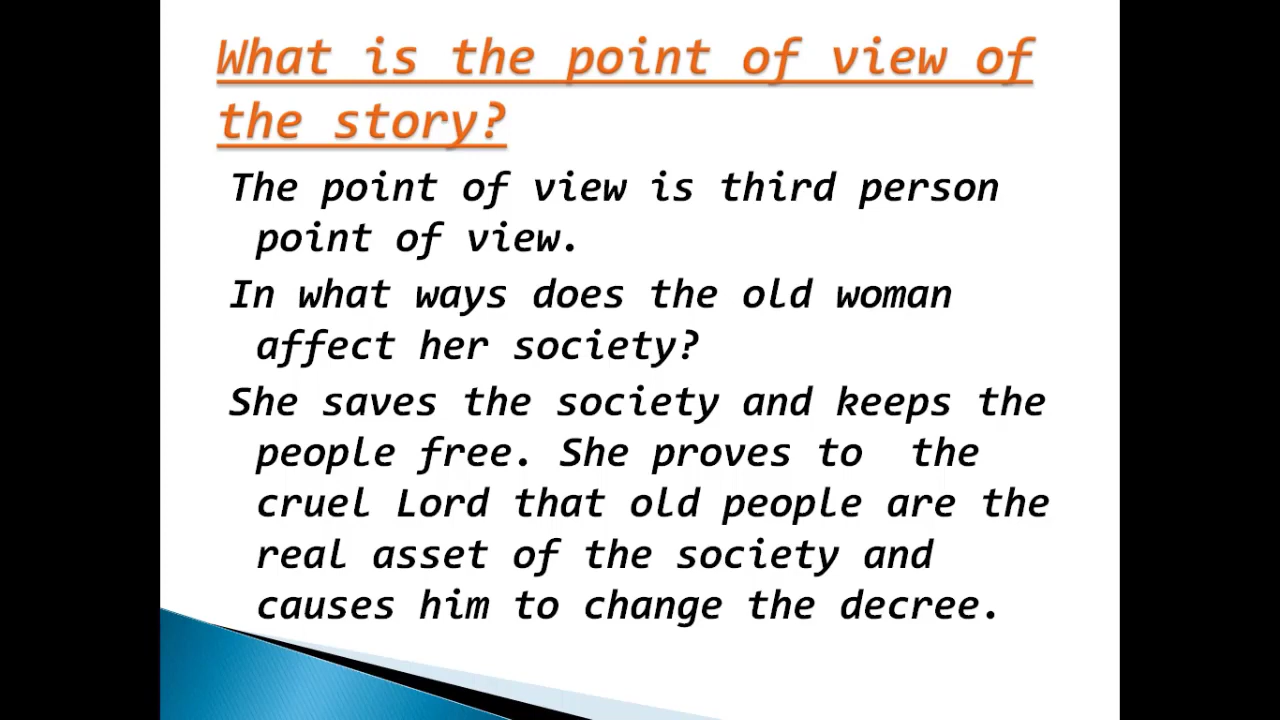 What is the point of view of
the story?
The point of view is third person
point of view.
In what ways does the old woman
affect her society?
She saves the society and keeps the
people free. She proves to  the
cruel Lord that old people are the
real asset of the society and
causes him to change the decree.